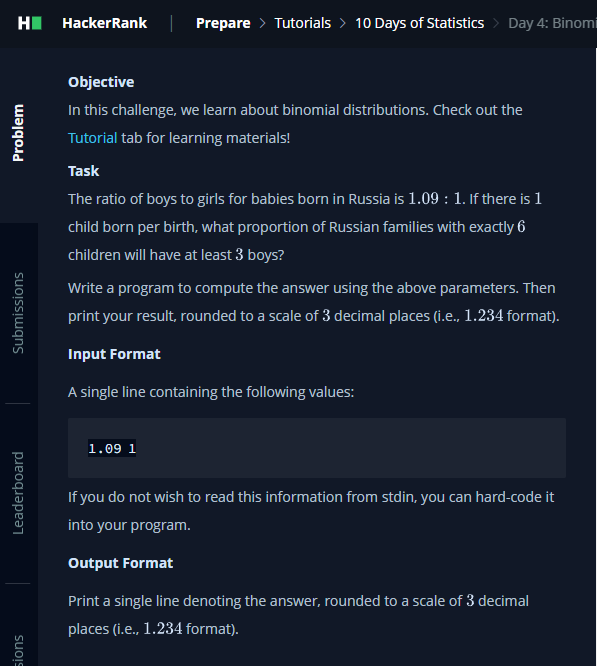 H HackerRank | Prepare > Tutorials > 10 Days of Statistics > Day 4: Binomi
Problem
Submissions
Leaderboard
sions
Objective
In this challenge, we learn about binomial distributions. Check out the
Tutorial tab for learning materials!
Task
The ratio of boys to girls for babies born in Russia is 1.09 : 1. If there is 1
child born per birth, what proportion of Russian families with exactly 6
children will have at least 3 boys?
Write a program to compute the answer using the above parameters. Then
print your result, rounded to a scale of 3 decimal places (i.e., 1.234 format).
Input Format
A single line containing the following values:
1.09 1
If you do not wish to read this information from stdin, you can hard-code it
into your program.
Output Format
Print a single line denoting the answer, rounded to a scale of 3 decimal
places (i.e., 1.234 format).